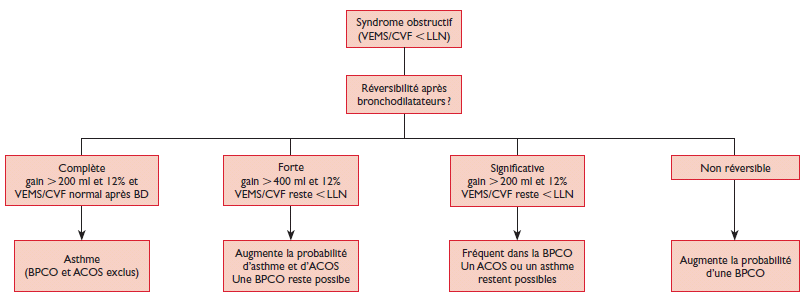 Syndrome obstructif
(VEMS/CVF < LLN)
Réversibilité après
bronchodilatateurs ?
Complète
gain > 200 ml et 12% et
VEMS/CVF normal après BD
Forte
gain > 400 ml et 12%
VEMS/CVF reste < LLN
Significative
gain > 200 ml et 12%
VEMS/CVF reste < LLN
Non réversible
Asthme
(BPCO et ACOS exclus)
Augmente la probabilité
d'asthme et d'ACOS
Une BPCO reste possibe
Fréquent dans la BPCO
Un ACOS ou un asthme
restent possibles
Augmente la probabilité
d'une BPCO